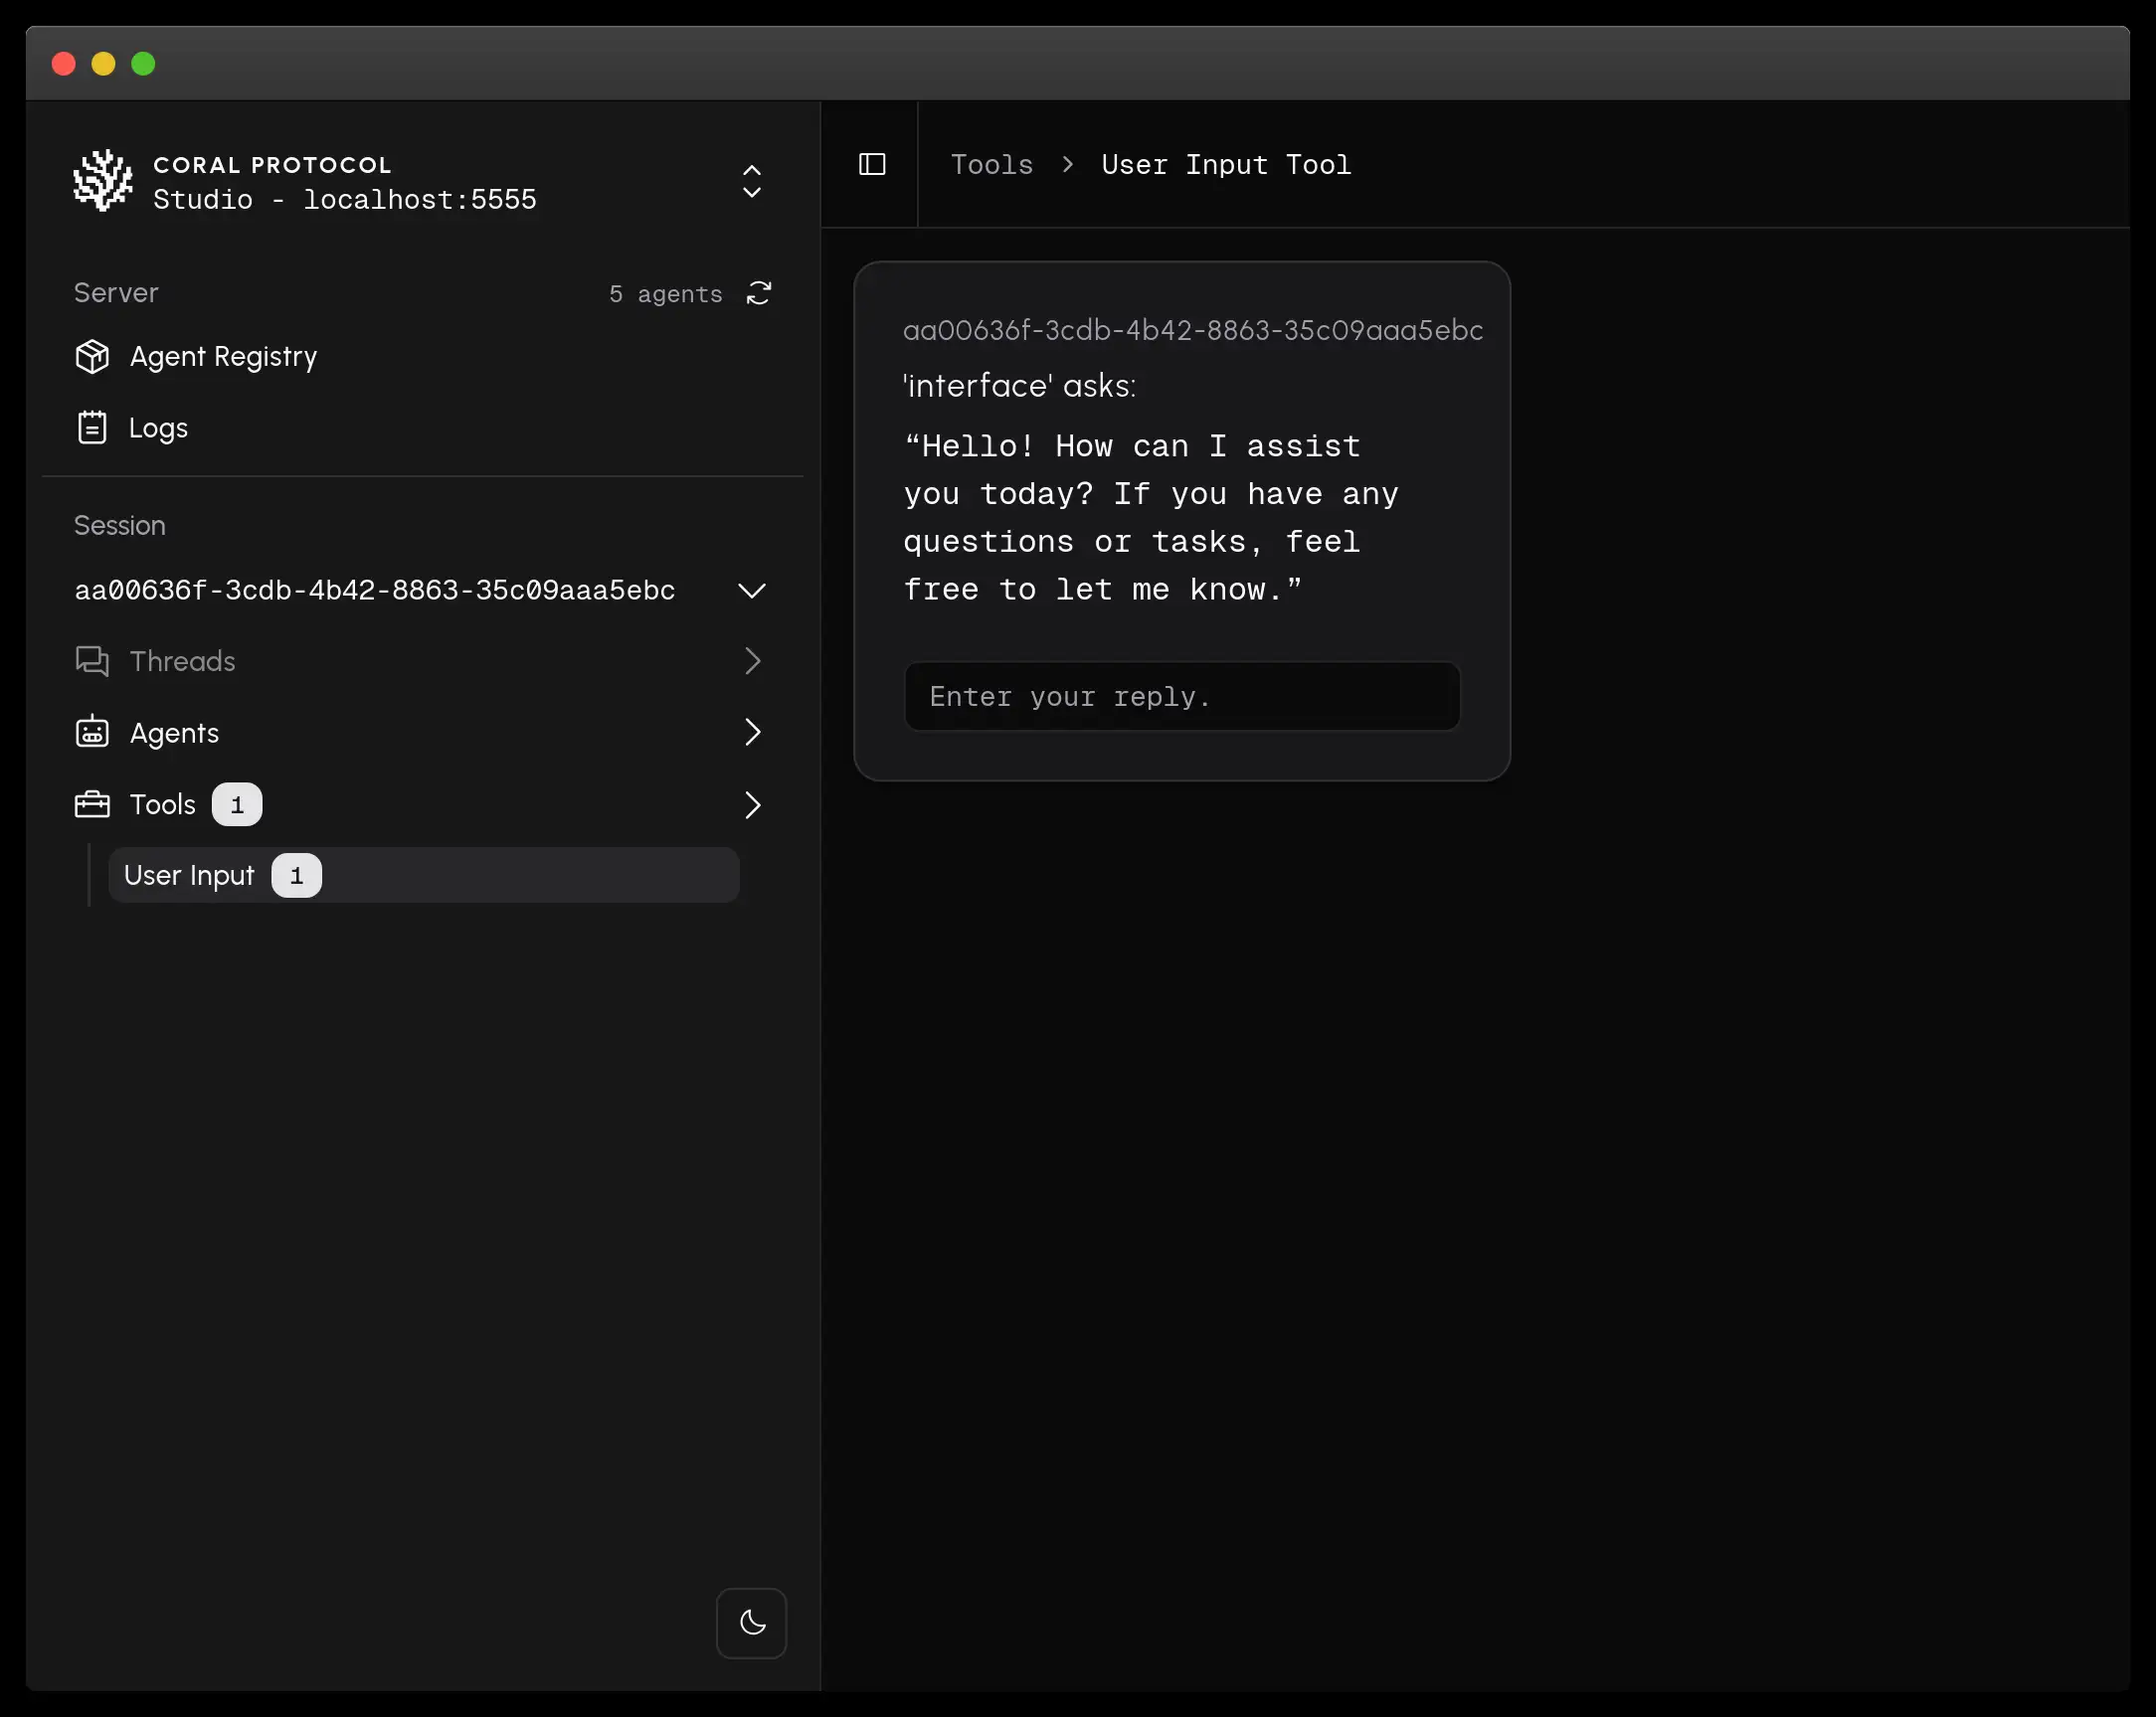 CORAL PROTOCOL
Studio - localhost:5555
Server
5 agents
Agent Registry
Logs
Session
aa00636f-3cdb-4b42-8863-35c09aaa5ebc
Threads
Agents
Tools 1
User Input 1
Tools > User Input Tool
aa00636f-3cdb-4b42-8863-35c09aaa5ebc
'interface' asks:
“Hello! How can I assist
you today? If you have any
questions or tasks, feel
free to let me know.”
Enter your reply.